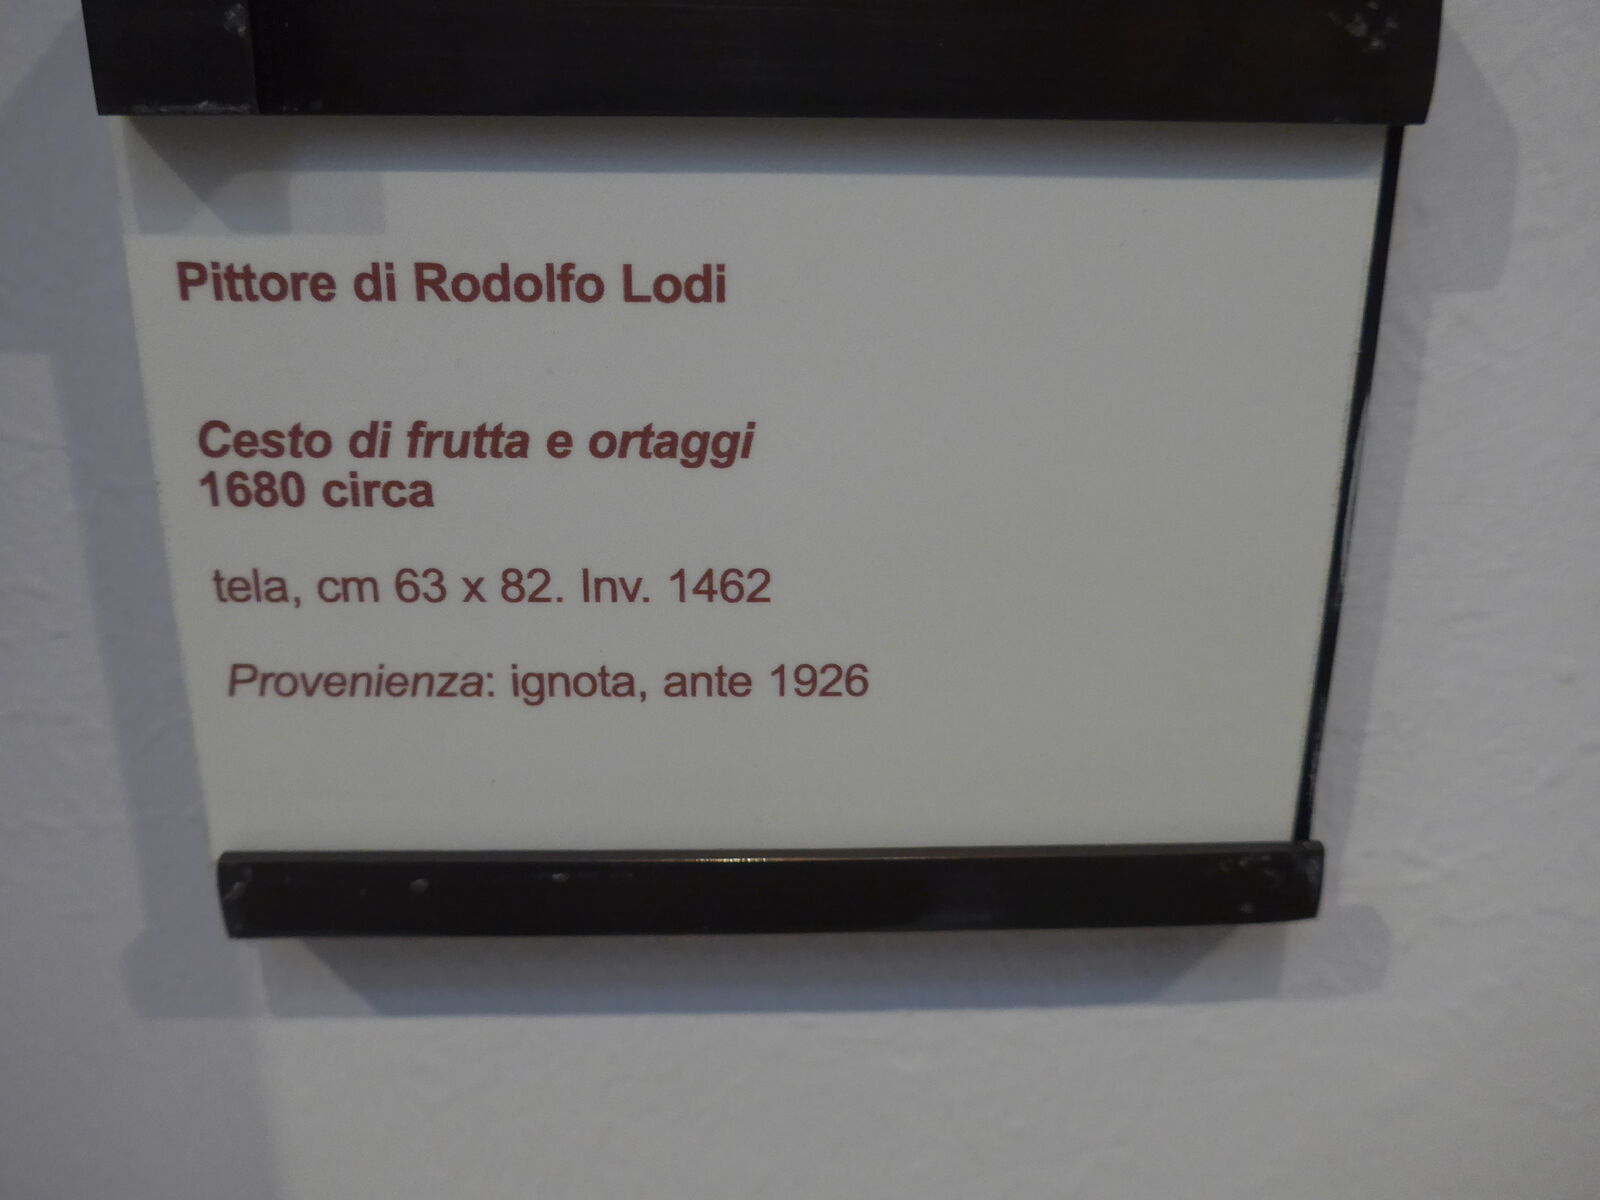 Pittore di Rodolfo Lodi
Cesto di frutta e ortaggi
1680 circa
tela, cm 63 x 82. Inv. 1462
Provenienza: ignota, ante 1926